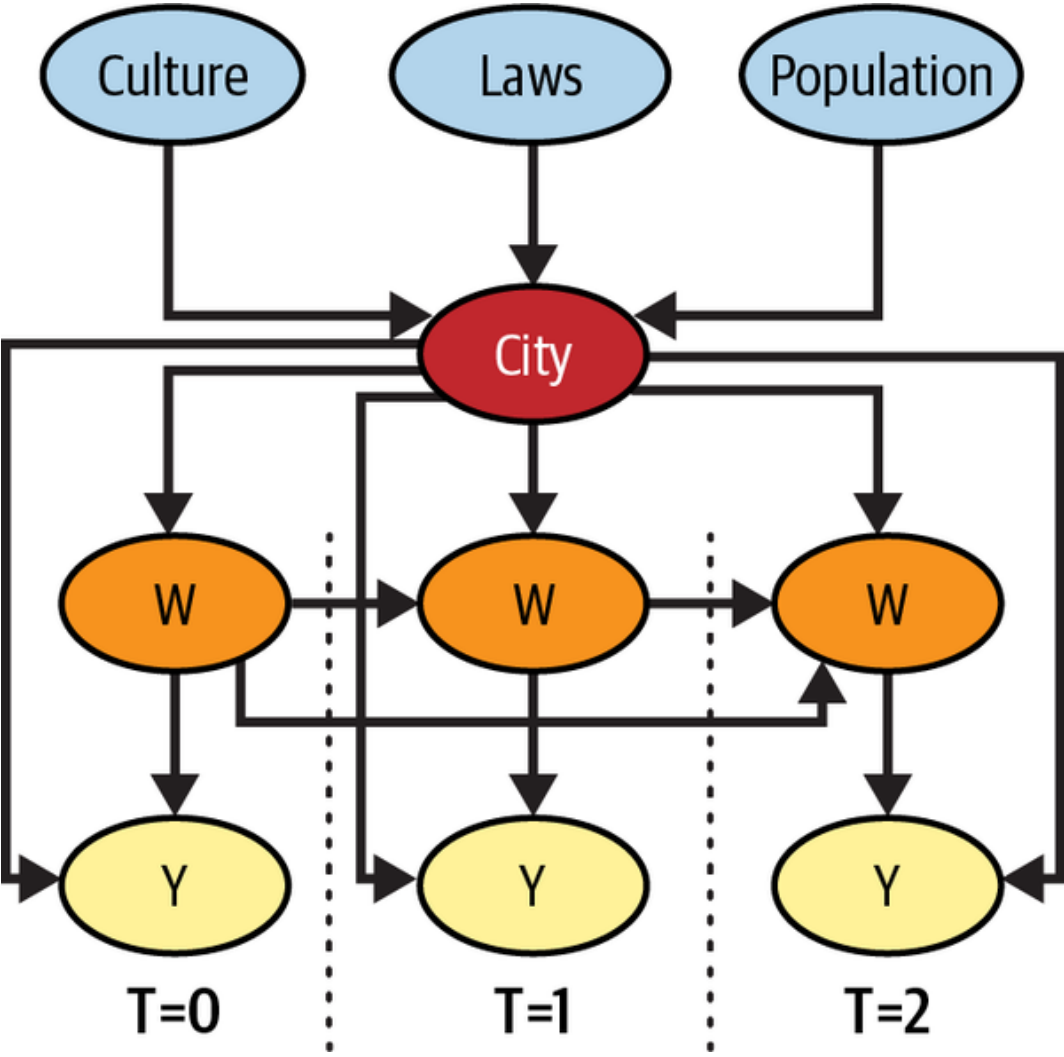 Culture
Laws
Population
City
W
W
W
Y
Y
Y
T=0
T=1
T=2